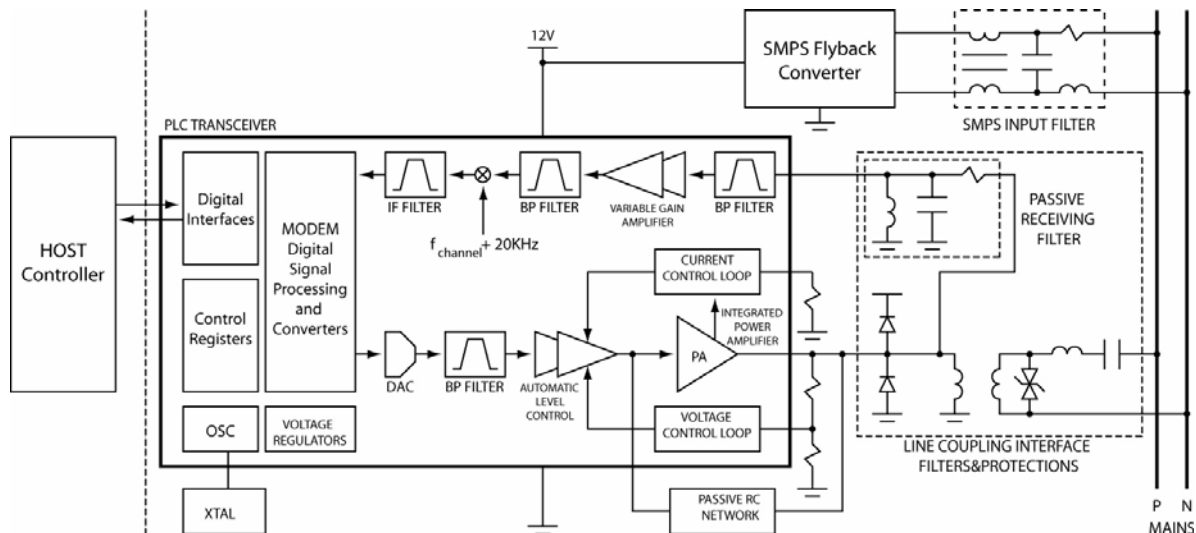 12V
SMPS Flyback
Converter
SMPS INPUT FILTER
PLC TRANSCEIVER
HOST
Controller
Digital
Interfaces
Control
Registers
OSC
XTAL
MODEM
Digital
Signal
Processing
and
Converters
VOLTAGE
REGULATORS
IF FILTER
f channel + 20KHz
BP FILTER
VARIABLE GAIN
AMPLIFIER
BP FILTER
PASSIVE
RECEIVING
FILTER
CURRENT
CONTROL LOOP
INTEGRATED
POWER
AMPLIFIER
PA
DAC
BP FILTER
AUTOMATIC
LEVEL
CONTROL
VOLTAGE
CONTROL LOOP
PASSIVE RC
NETWORK
LINE COUPLING INTERFACE
FILTERS&PROTECTIONS
P N
MAINS